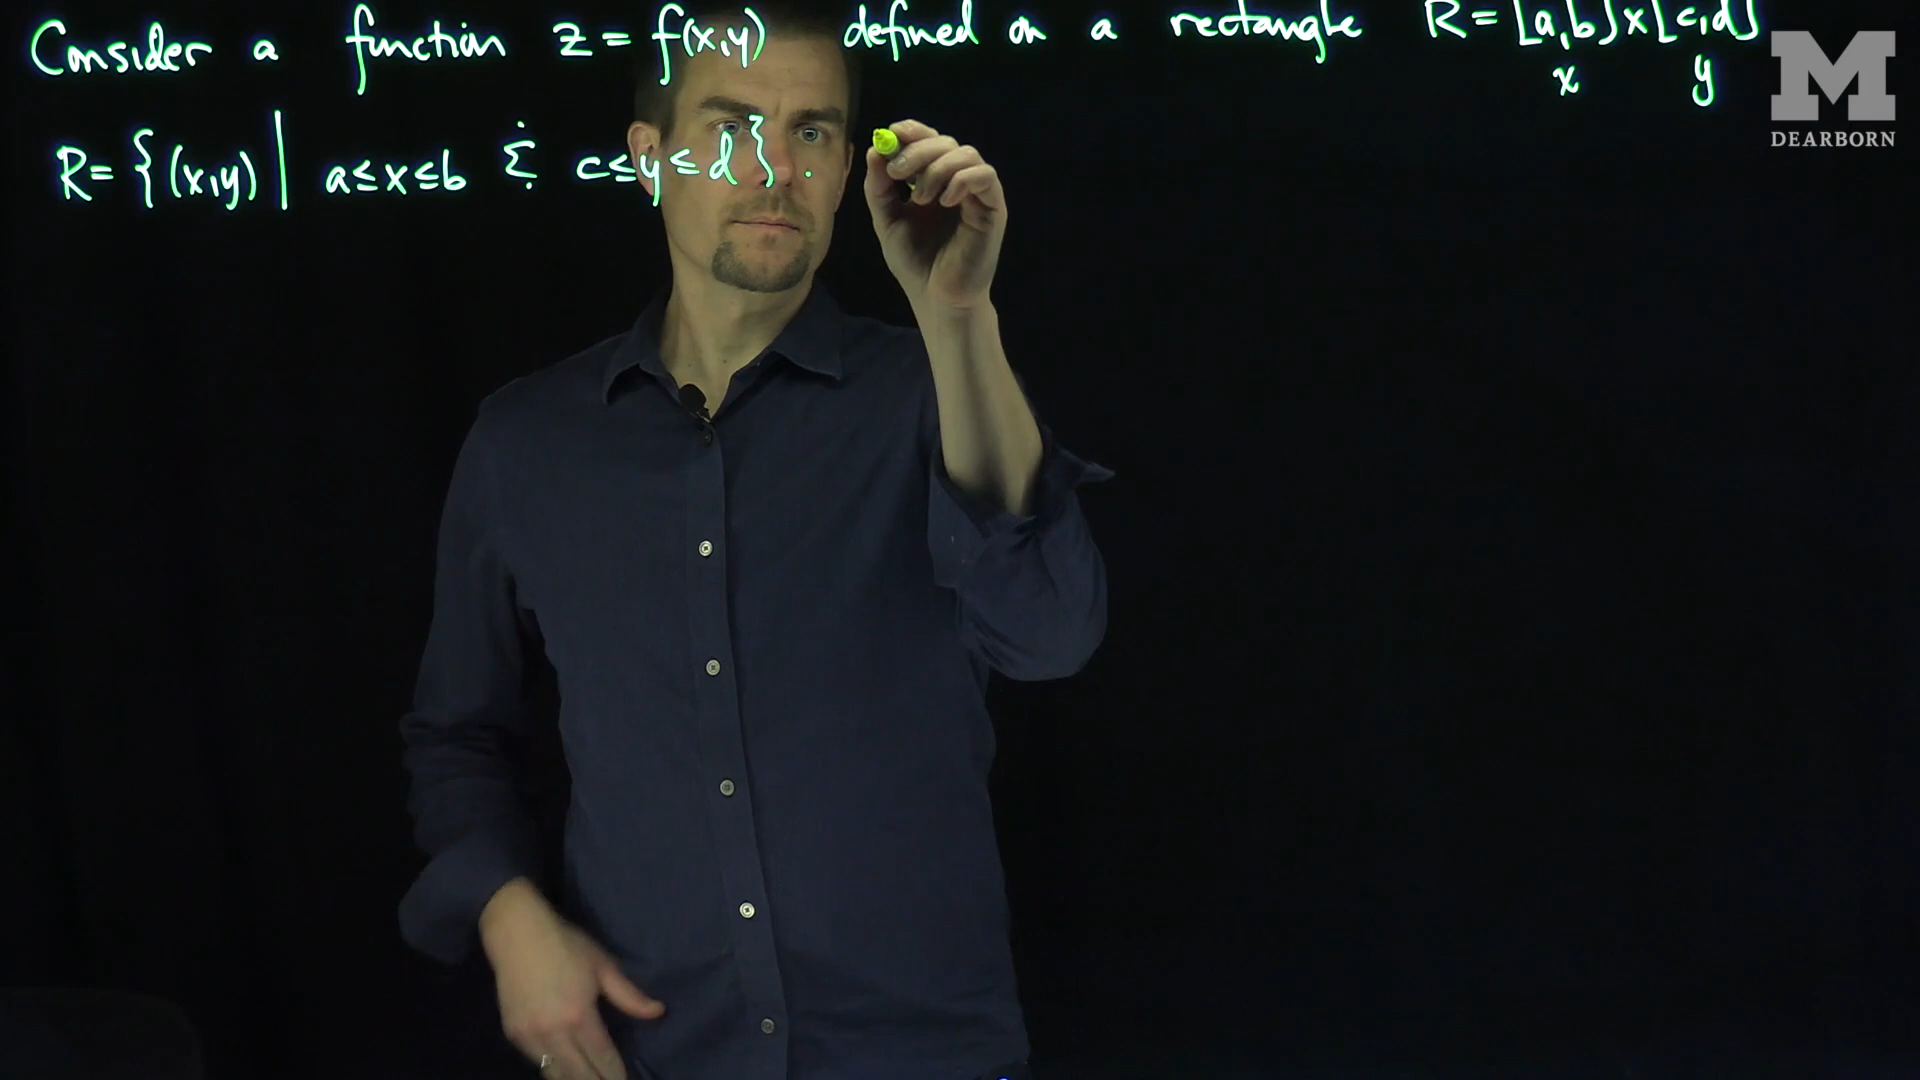 Consider a function z = f(x,y) defined on a rectangle R = [a,b]x[c,d]
x y
R = {(x,y) | a≤x≤b & c≤y≤d}.
M
DEARBORN